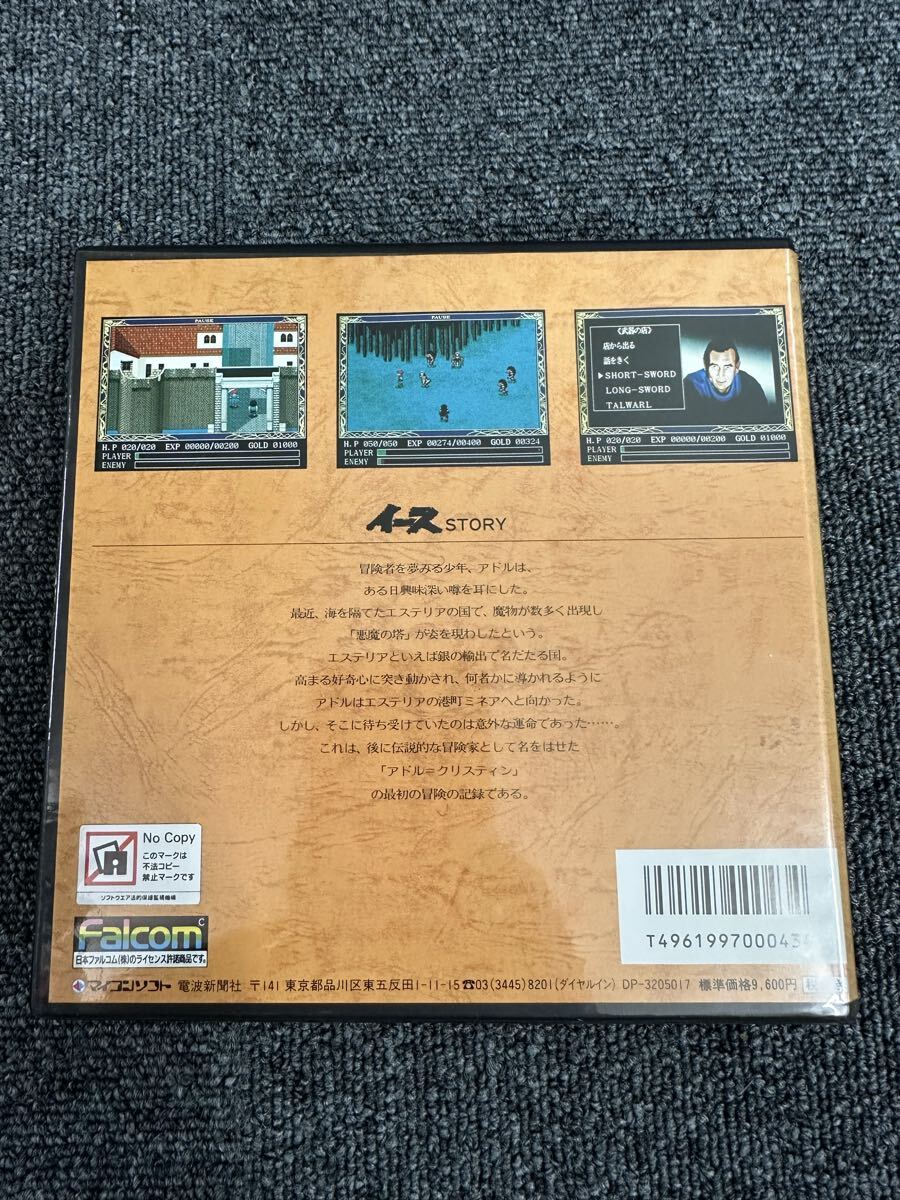 PAUSE
H.P 020/020 EXP 00000/00200 GOLD 01000
PLAYER
ENEMY
PAUSE
H.P 050/050 EXP 00274/00400 GOLD 00324
PLAYER
ENEMY
《武器の店》
店から出る
話をきく
▶SHORT-SWORD
LONG-SWORD
TALWARL
H.P 020/020 EXP 00000/00200 GOLD 01000
PLAYER
ENEMY
イース STORY
冒険者を夢みる少年、アドルは、
ある日興味深い噂を耳にした。
最近、海を隔てたエステリアの国で、魔物が数多く出現し
「悪魔の塔」が姿を現わしたという。
エステリアといえば銀の輸出で名だたる国。
高まる好奇心に突き動かされ、何者かに導かれるように
アドルはエステリアの港町ミネアへと向かった。
しかし、そこに待ち受けていたのは意外な運命であった……。
これは、後に伝説的な冒険家として名をはせた
「アドル=クリスティン」
の最初の冒険の記録である。
No Copy
このマークは
不法コピー
禁止マークです
ソフトウエア法的保護監視機構
Falcom C
日本ファルコム(株)のライセンス許諾商品です。
T496199700043
マイコンソフト 電波新聞社 〒141 東京都品川区東五反田1-11-15 ☎03(3445)8201(ダイヤルイン) DP-3205017 標準価格9,600円 税